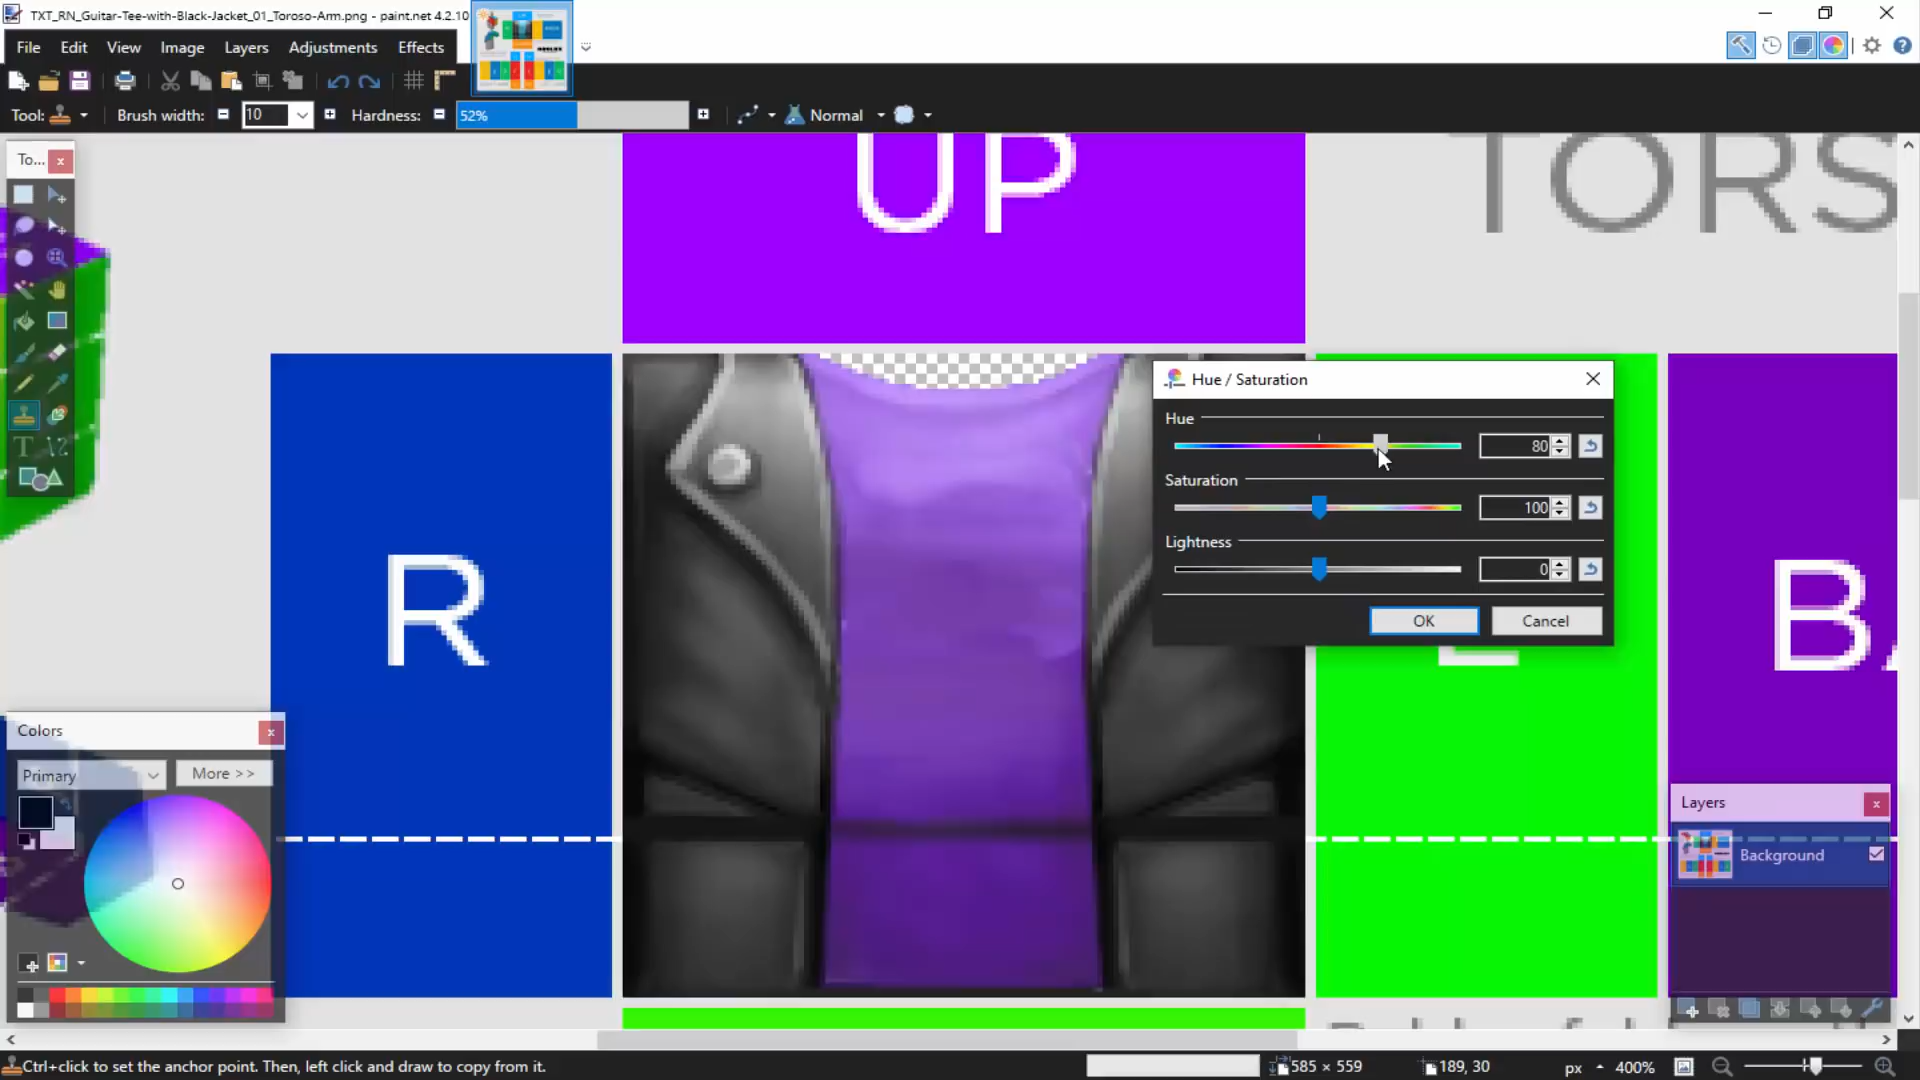 TXT_RN_Guitar-Tee-with-Black-Jacket_01_Toroso-Arm.png - paint.net 4.2.10
File Edit View Image Layers Adjustments Effects
Tool: Brush width: 10 Hardness: 52% Normal
To...
UP
TORS
Hue / Saturation
Hue
80
Saturation
100
Lightness
0
OK Cancel
R
Colors
Primary More >>
Layers
Background
Ctrl+click to set the anchor point. Then, left click and draw to copy from it.
585 × 559
189, 30
px 400%